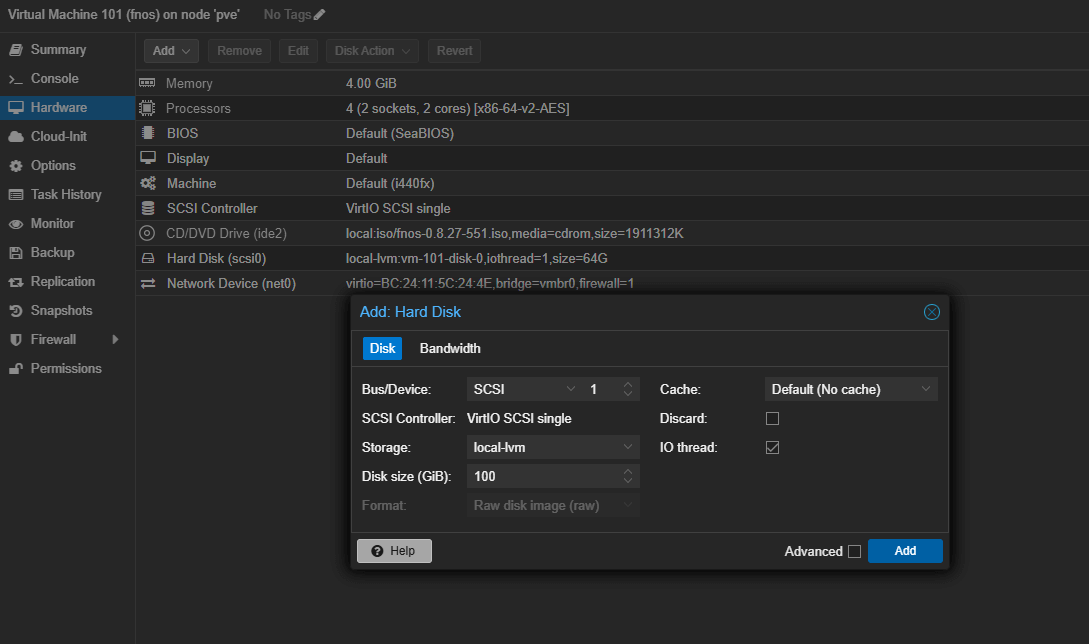 Virtual Machine 101 (fnos) on node 'pve' No Tags
Summary
Console
Hardware
Cloud-Init
Options
Task History
Monitor
Backup
Replication
Snapshots
Firewall
Permissions
Add Remove Edit Disk Action Revert
Memory 4.00 GiB
Processors 4 (2 sockets, 2 cores) [x86-64-v2-AES]
BIOS Default (SeaBIOS)
Display Default
Machine Default (i440fx)
SCSI Controller VirtIO SCSI single
CD/DVD Drive (ide2) local:iso/fnos-0.8.27-551.iso,media=cdrom,size=1911312K
Hard Disk (scsi0) local-lvm:vm-101-disk-0,iothread=1,size=64G
Network Device (net0) virtio=BC:24:11:5C:24:4E,bridge=vmbr0,firewall=1
Add: Hard Disk
Disk Bandwidth
Bus/Device: SCSI 1 Cache: Default (No cache)
SCSI Controller: VirtIO SCSI single Discard:
Storage: local-lvm IO thread:
Disk size (GiB): 100
Format: Raw disk image (raw)
Help Advanced Add